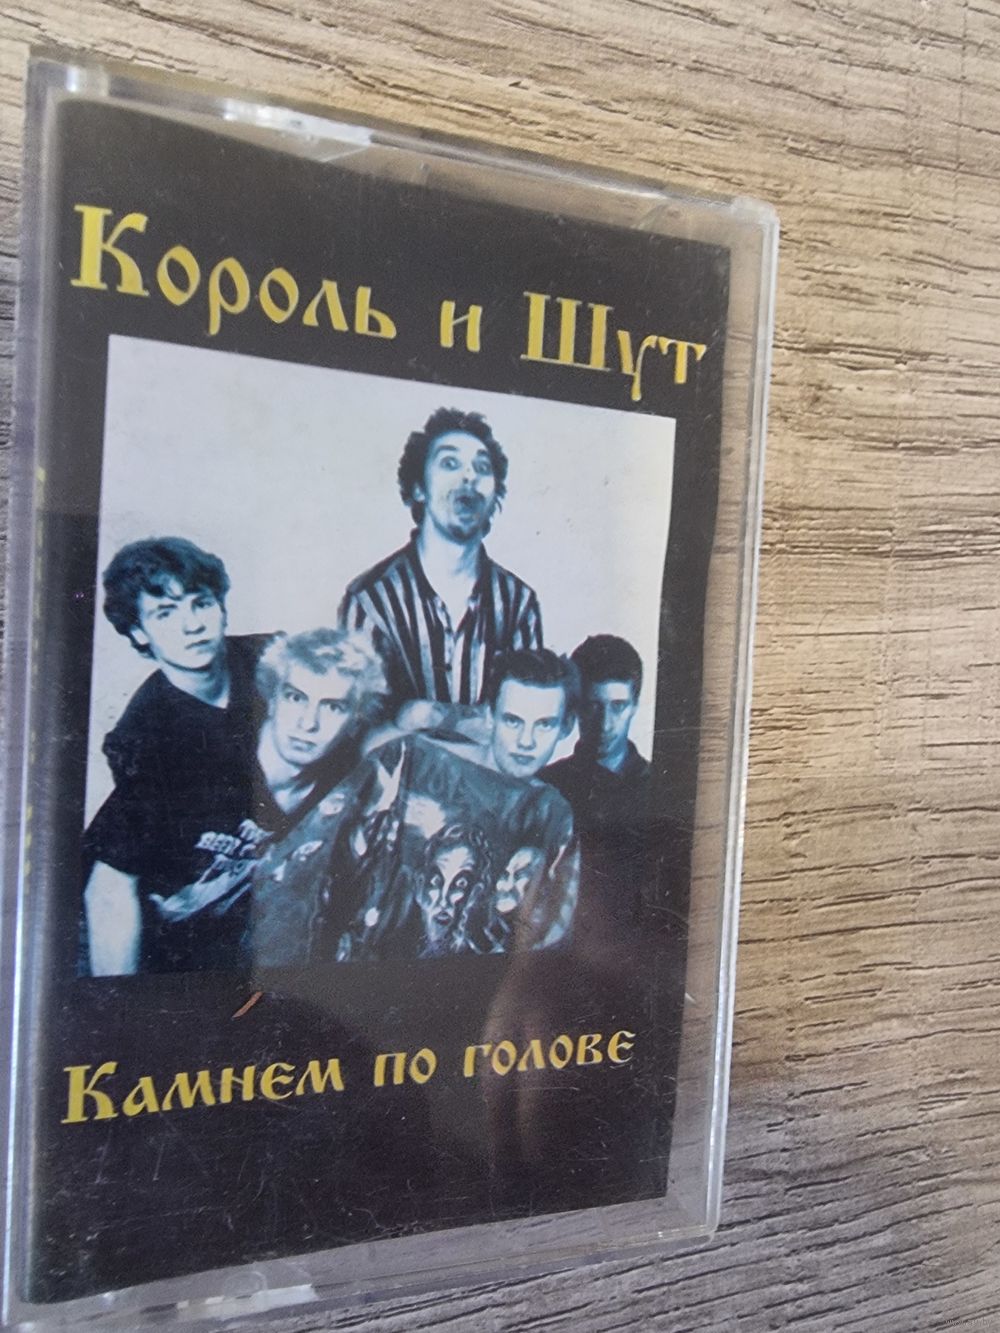 Король и Шут
Камнем по голове